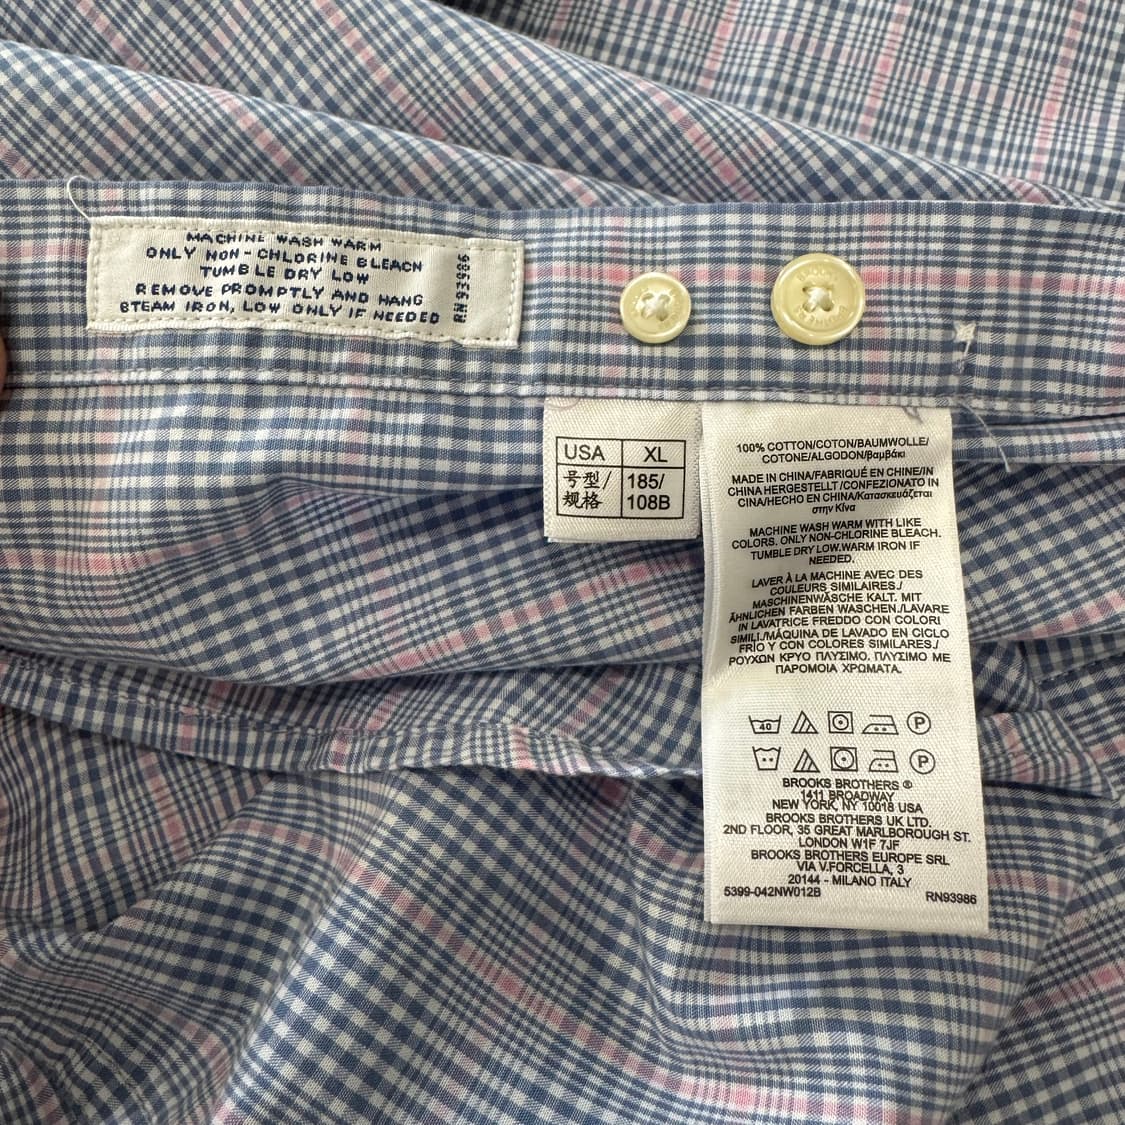 MACHINE WASH WARM
ONLY NON-CHLORINE BLEACH
TUMBLE DRY LOW
REMOVE PROMPTLY AND HANG
STEAM IRON, LOW ONLY IF NEEDED
RN93986
USA XL
号型/ 185/
规格 108B
100% COTTON/COTON/BAUMWOLLE/
COTONE/ALGODON/βαμβάκι
MADE IN CHINA/FABRIQUÉ EN CHINE/IN
CHINA HERGESTELLT /CONFEZIONATO IN
CINA/HECHO EN CHINA/Κατασκευάζεται
στην Κίνα
MACHINE WASH WARM WITH LIKE
COLORS. ONLY NON-CHLORINE BLEACH.
TUMBLE DRY LOW.WARM IRON IF
NEEDED.
LAVER À LA MACHINE AVEC DES
COULEURS SIMILAIRES./
MASCHINENWÄSCHE KALT. MIT
ÄHNLICHEN FARBEN WASCHEN./LAVARE
IN LAVATRICE FREDDO CON COLORI
SIMILI./MÁQUINA DE LAVADO EN CICLO
FRÍO Y CON COLORES SIMILARES./
ΡΟΥΧΩΝ ΚΡΥΟ ΠΛΥΣΙΜΟ. ΠΛΥΣΙΜΟ ΜΕ
ΠΑΡΟΜΟΙΑ ΧΡΩΜΑΤΑ.
40 P
P
BROOKS BROTHERS ®
1411 BROADWAY
NEW YORK, NY 10018 USA
BROOKS BROTHERS UK LTD.
2ND FLOOR, 35 GREAT MARLBOROUGH ST.
LONDON W1F 7JF
BROOKS BROTHERS EUROPE SRL
VIA V.FORCELLA, 3
20144 - MILANO ITALY
5399-042NW012B RN93986